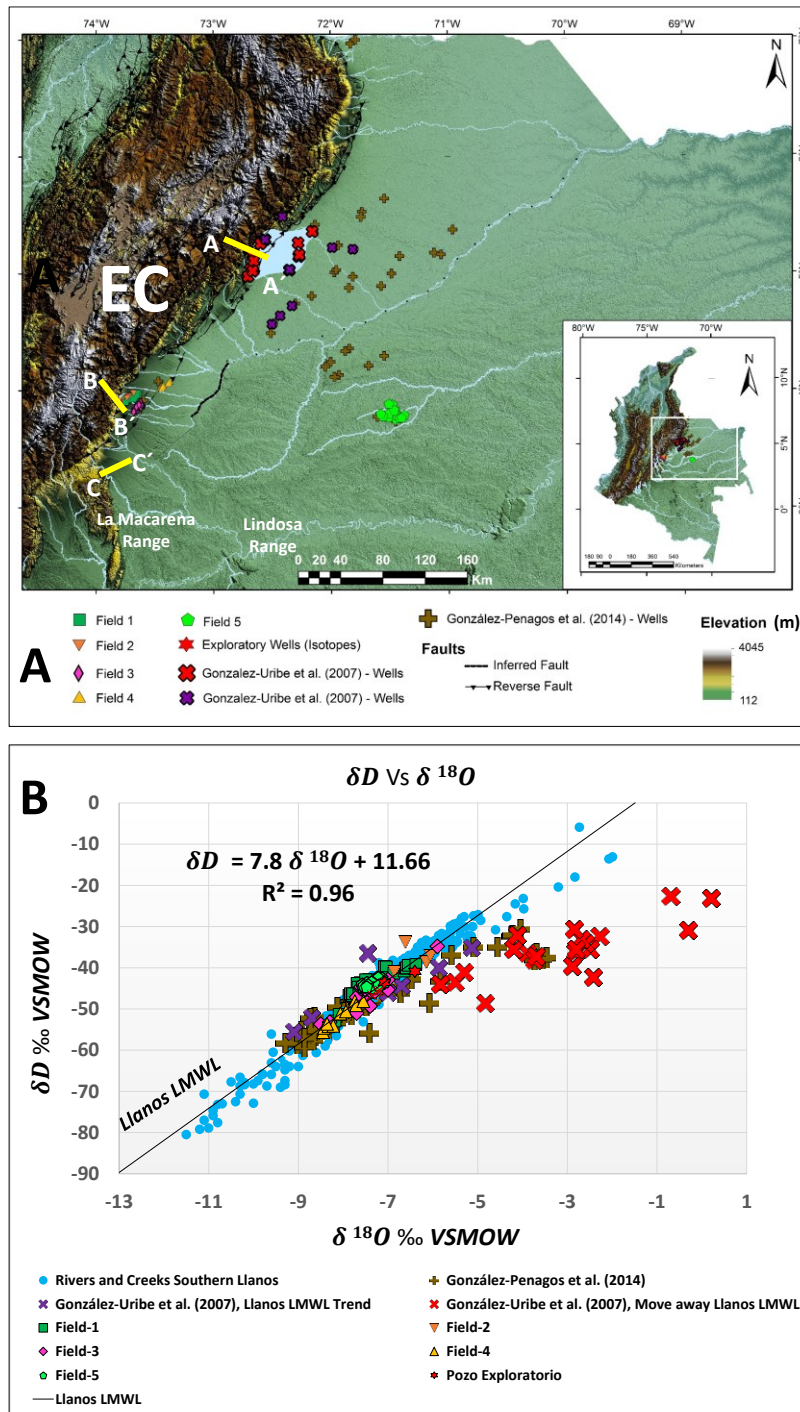 74°W 73°W 72°W 71°W 70°W 69°W
N
A
A´
A
EC
B
B´
C´
C
La Macarena
Range
Lindosa
Range
0 20 40 80 120 160
Km
80°W 75°W 70°W
N
10°N
5°N
0°
180 90 0 180 360 540
Kilometers
Field 1
Field 2
Field 3
Field 4
Field 5
Exploratory Wells (Isotopes)
Gonzalez-Uribe et al. (2007) - Wells
Gonzalez-Uribe et al. (2007) - Wells
González-Penagos et al. (2014) - Wells
Faults
Inferred Fault
Reverse Fault
Elevation (m)
4045
112
A
B
δD Vs δ ¹⁸O
δD = 7.8 δ ¹⁸O + 11.66
R² = 0.96
0
-10
-20
-30
-40
-50
-60
-70
-80
-90
δD ‰ VSMOW
Llanos LMWL
-13 -11 -9 -7 -5 -3 -1 1
δ ¹⁸O ‰ VSMOW
Rivers and Creeks Southern Llanos
González-Penagos et al. (2014)
González-Uribe et al. (2007), Llanos LMWL Trend
González-Uribe et al. (2007), Move away Llanos LMWL
Field-1
Field-2
Field-3
Field-4
Field-5
Pozo Exploratorio
Llanos LMWL